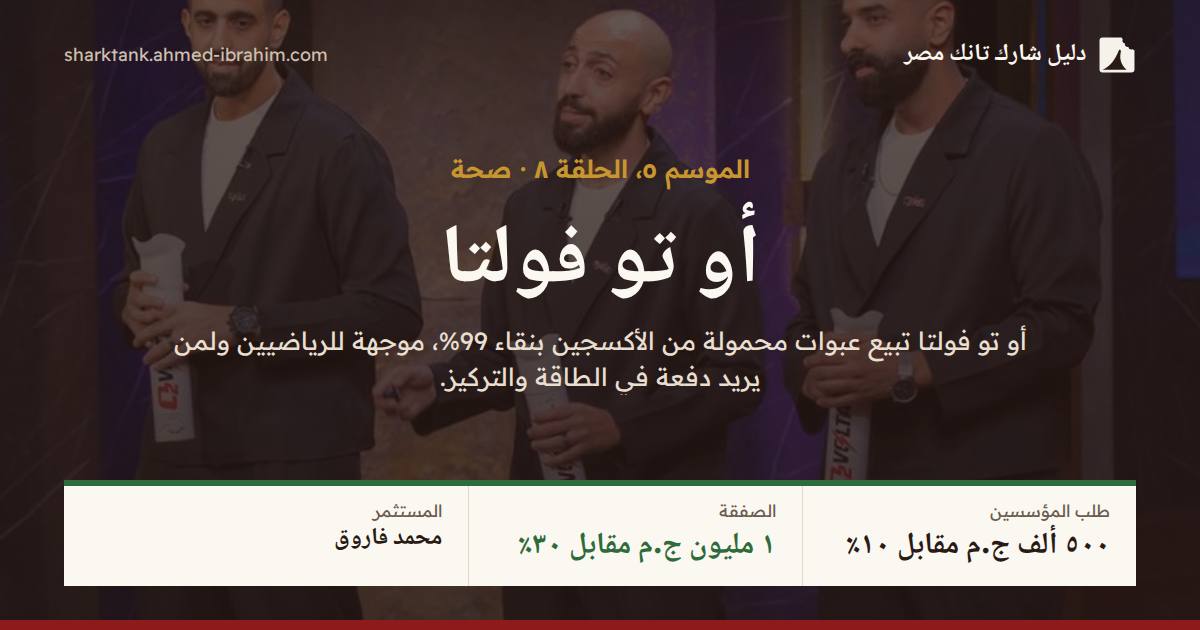 دليل شارك تانك مصر
sharktank.ahmed-ibrahim.com
الموسم ٥، الحلقة ٨ · صحة
أو تو فولتا
أو تو فولتا تبيع عبوات محمولة من الأكسجين بنقاء 99%، موجهة للرياضيين ولمن
يريد دفعة في الطاقة والتركيز.
طلب المؤسسين
٥٠٠ ألف ج.م مقابل ١٠٪
الصفقة
١ مليون ج.م مقابل ٣٠٪
المستثمر
محمد فاروق